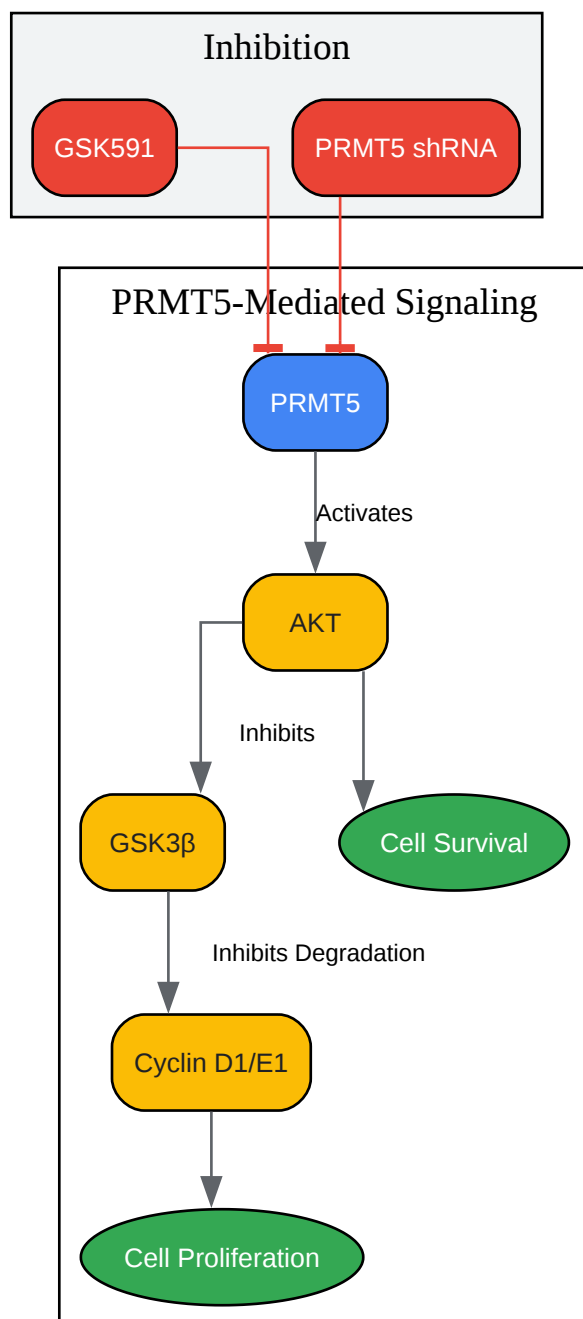 Inhibition
GSK591
PRMT5 shRNA
PRMT5-Mediated Signaling
PRMT5
Activates
AKT
Inhibits
GSK3β
Cell Survival
Inhibits Degradation
Cyclin D1/E1
Cell Proliferation